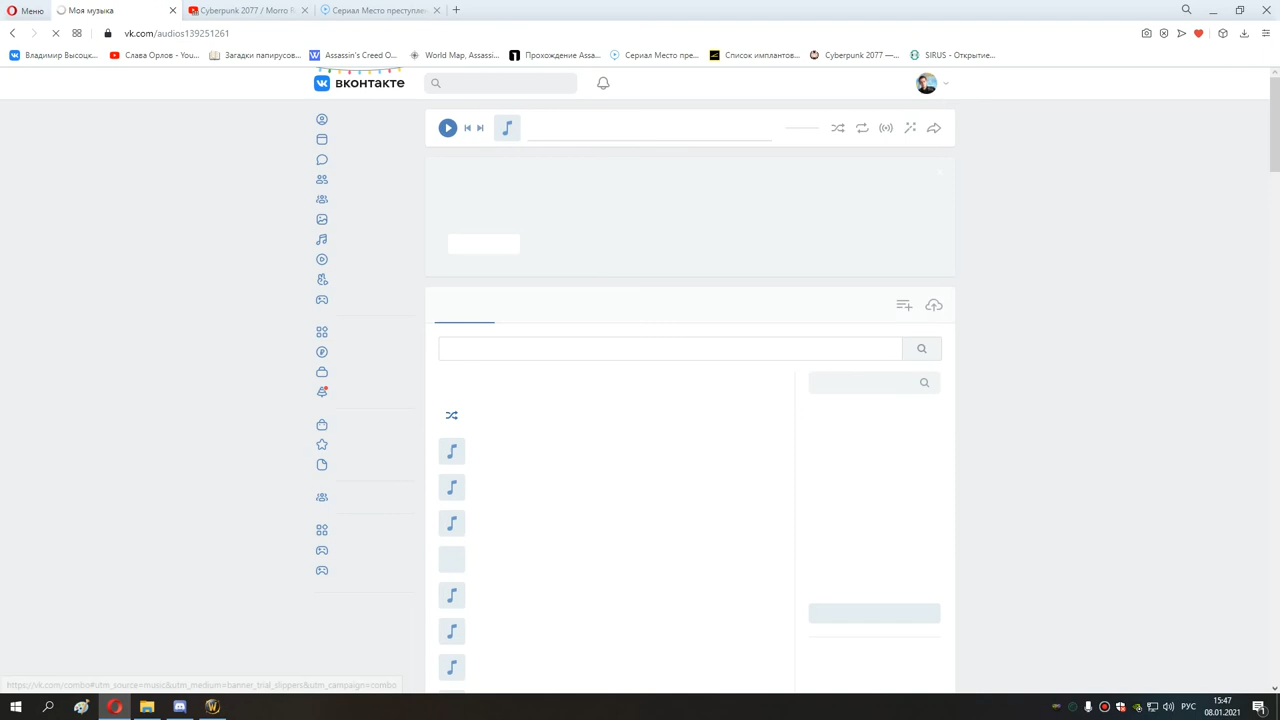 Меню
Моя музыка
Cyberpunk 2077 / Morro R
Сериал Место преступлен
vk.com/audios139251261
Владимир Высоцк...
Слава Орлов - You...
Загадки папирусов...
Assassin's Creed O...
World Map, Assassi...
Прохождение Assa...
Сериал Место пре...
Список имплантов...
Cyberpunk 2077 —...
SIRUS - Открытие...
вконтакте
https://vk.com/combo#utm_source=music&utm_medium=banner_trial_slippers&utm_campaign=combo
РУС
15:47
08.01.2021